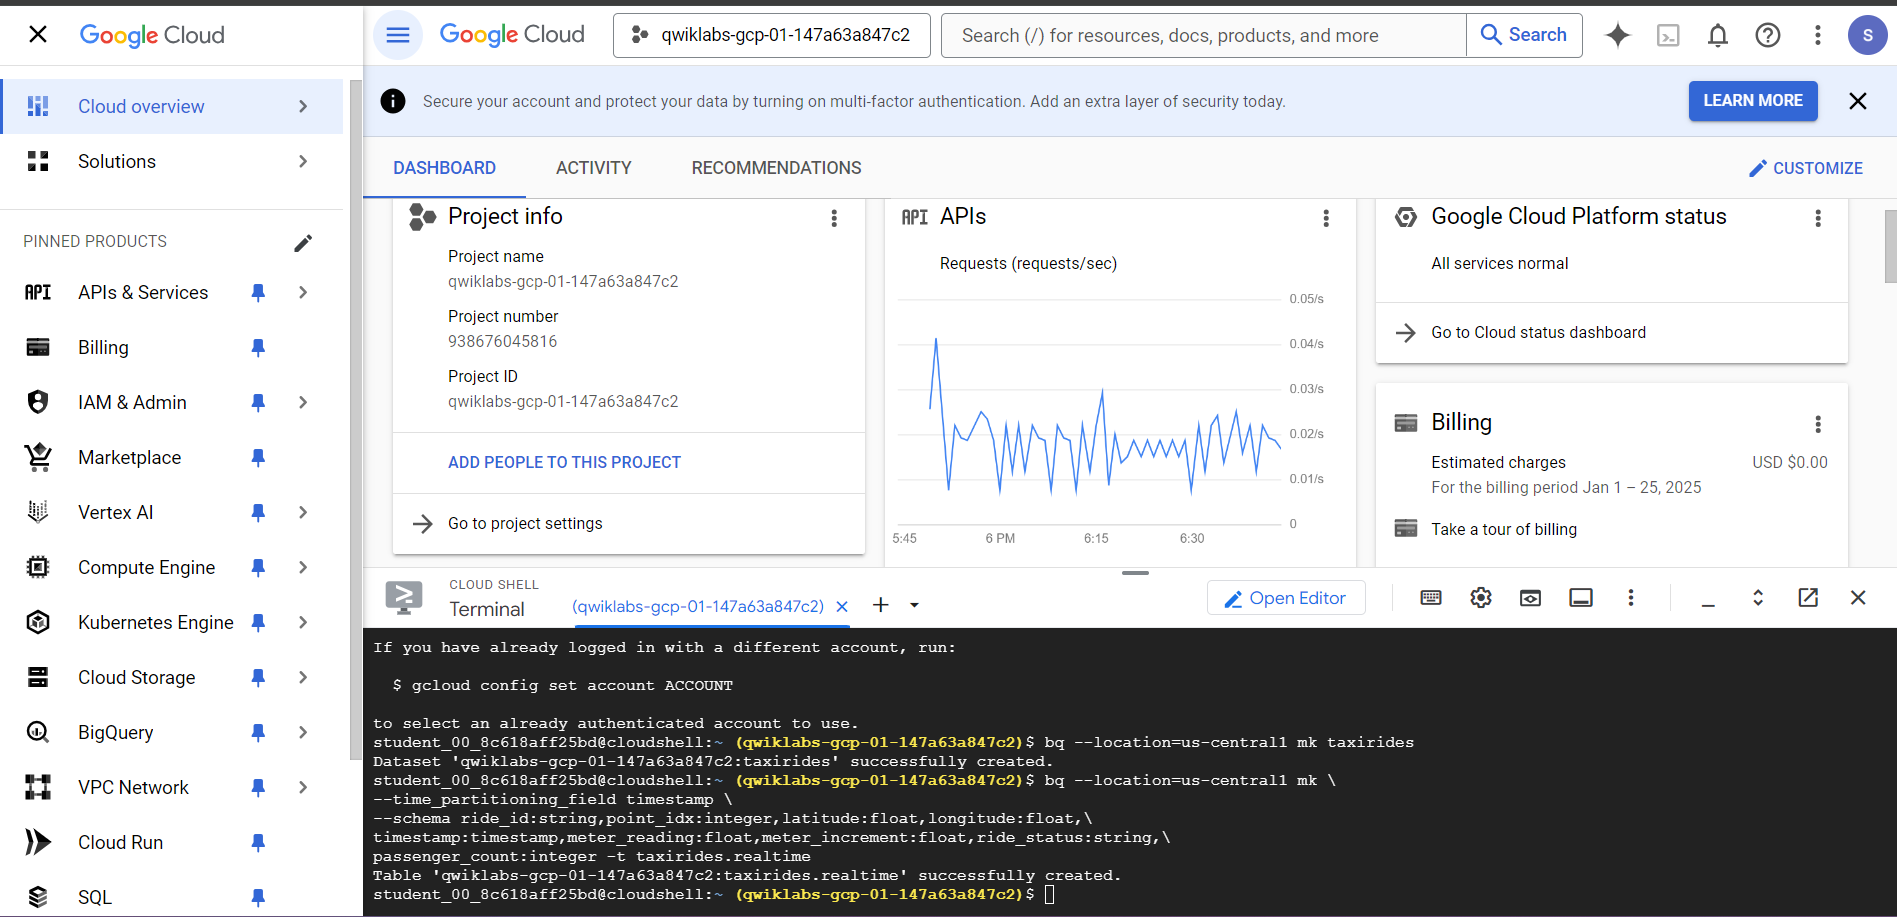 Google Cloud
Cloud overview
Solutions
PINNED PRODUCTS
API APIs & Services
Billing
IAM & Admin
Marketplace
Vertex AI
Compute Engine
Kubernetes Engine
Cloud Storage
BigQuery
VPC Network
Cloud Run
SQL
Google Cloud
qwiklabs-gcp-01-147a63a847c2
Search (/) for resources, docs, products, and more
Search
S
Secure your account and protect your data by turning on multi-factor authentication. Add an extra layer of security today.
LEARN MORE
DASHBOARD
ACTIVITY
RECOMMENDATIONS
CUSTOMIZE
Project info
Project name
qwiklabs-gcp-01-147a63a847c2
Project number
938676045816
Project ID
qwiklabs-gcp-01-147a63a847c2
ADD PEOPLE TO THIS PROJECT
Go to project settings
API APIs
Requests (requests/sec)
0.05/s
0.04/s
0.03/s
0.02/s
0.01/s
0
5:45
6 PM
6:15
6:30
Google Cloud Platform status
All services normal
Go to Cloud status dashboard
Billing
Estimated charges
USD $0.00
For the billing period Jan 1 – 25, 2025
Take a tour of billing
CLOUD SHELL
Terminal
(qwiklabs-gcp-01-147a63a847c2)
Open Editor
If you have already logged in with a different account, run:
$ gcloud config set account ACCOUNT
to select an already authenticated account to use.
student_00_8c618aff25bd@cloudshell:~ (qwiklabs-gcp-01-147a63a847c2)$ bq --location=us-central1 mk taxirides
Dataset 'qwiklabs-gcp-01-147a63a847c2:taxirides' successfully created.
student_00_8c618aff25bd@cloudshell:~ (qwiklabs-gcp-01-147a63a847c2)$ bq --location=us-central1 mk \
--time_partitioning_field timestamp \
--schema ride_id:string,point_idx:integer,latitude:float,longitude:float,\
timestamp:timestamp,meter_reading:float,meter_increment:float,ride_status:string,\
passenger_count:integer -t taxirides.realtime
Table 'qwiklabs-gcp-01-147a63a847c2:taxirides.realtime' successfully created.
student_00_8c618aff25bd@cloudshell:~ (qwiklabs-gcp-01-147a63a847c2)$